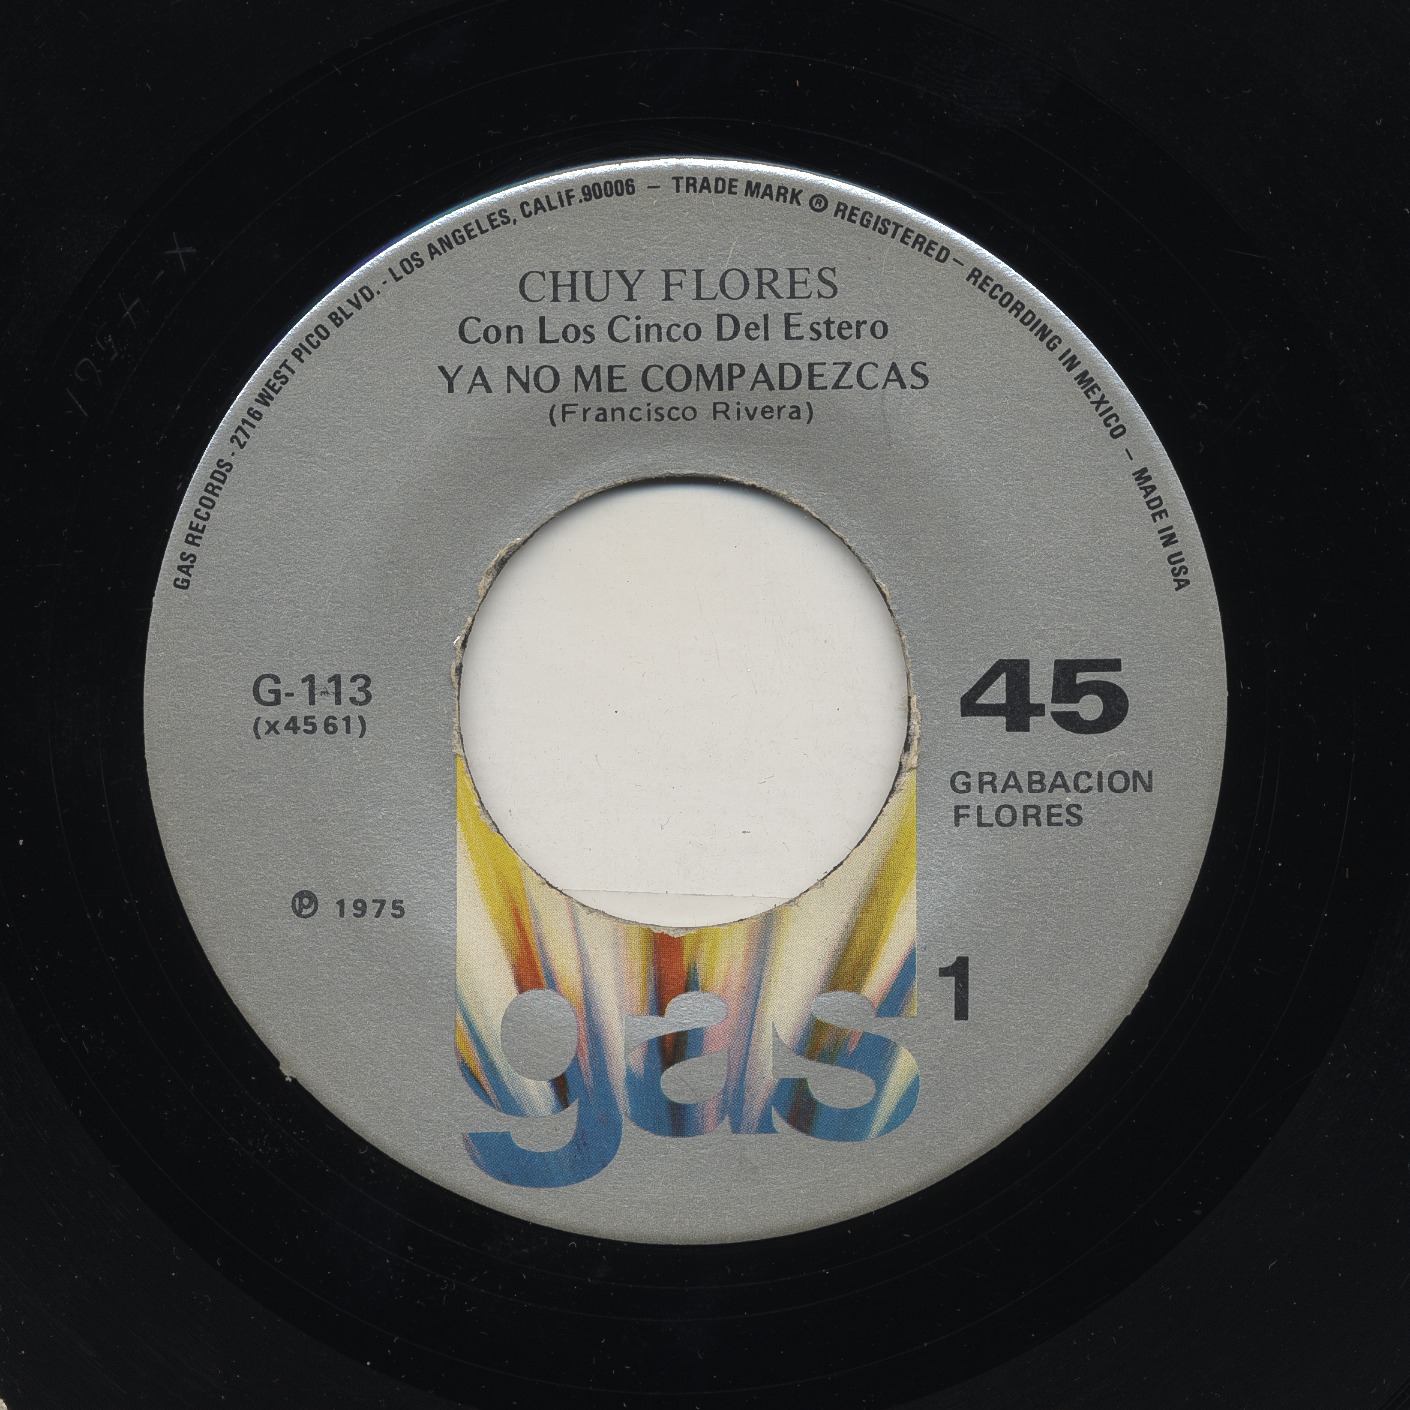 GAS RECORDS - 2716 WEST PICO BLVD. - LOS ANGELES, CALIF.90006 — TRADE MARK ® REGISTERED— RECORDING IN MEXICO — MADE IN USA
CHUY FLORES
Con Los Cinco Del Estero
YA NO ME COMPADEZCAS
(Francisco Rivera)
G-113
(x4561)
45
GRABACION
FLORES
℗ 1975
1
gas